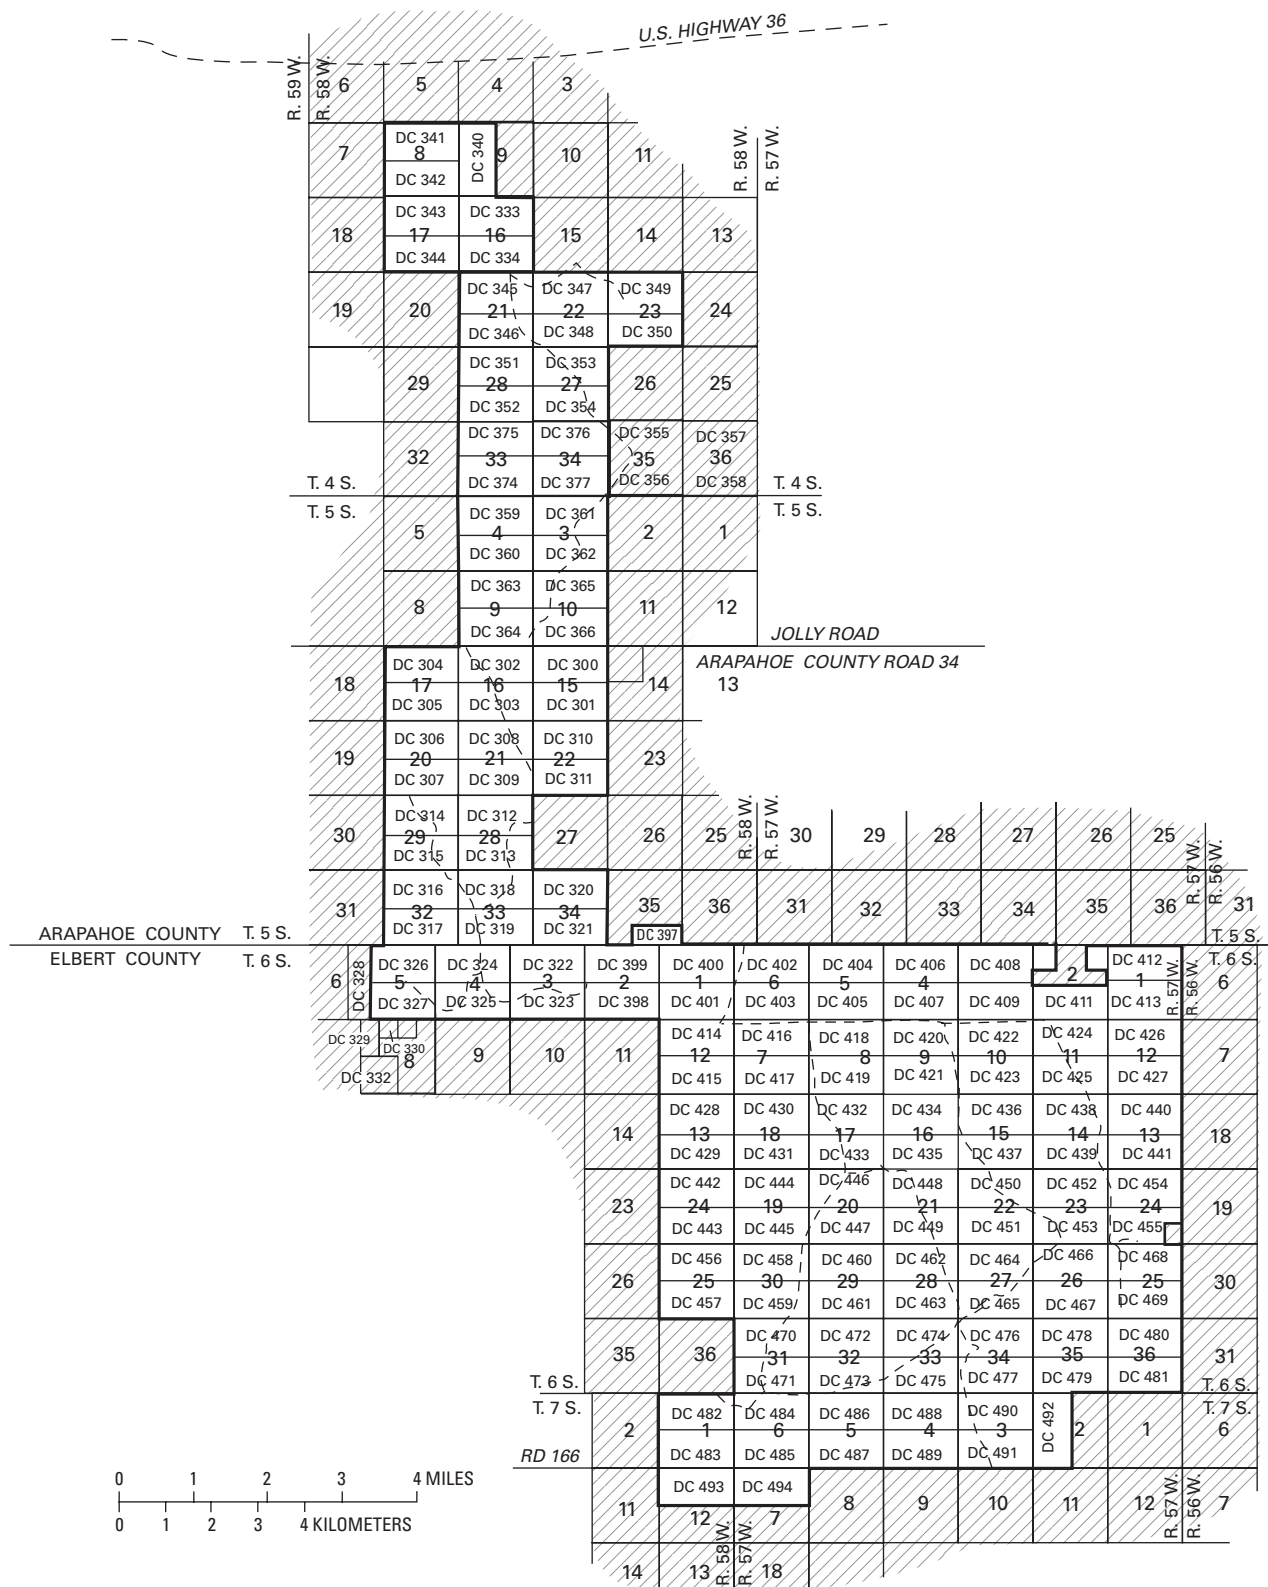 U.S. HIGHWAY 36
R. 59 W. R. 58 W.
6 5 4 3
7 DC 341 8 DC 342 DC 340 9 10 11
R. 58 W. R. 57 W.
18 DC 343 17 DC 344 DC 333 16 DC 334 15 14 13
19 20 DC 345 21 DC 346 DC 347 22 DC 348 DC 349 23 DC 350 24
29 DC 351 28 DC 352 DC 353 27 DC 354 26 25
32 DC 375 33 DC 374 DC 376 34 DC 377 DC 355 35 DC 356 DC 357 36 DC 358
T. 4 S. T. 4 S.
T. 5 S. T. 5 S.
5 DC 359 4 DC 360 DC 361 3 DC 362 2 1
8 DC 363 9 DC 364 DC 365 10 DC 366 11 12
JOLLY ROAD
ARAPAHOE COUNTY ROAD 34
18 DC 304 17 DC 305 DC 302 16 DC 303 DC 300 15 DC 301 14 13
19 DC 306 20 DC 307 DC 308 21 DC 309 DC 310 22 DC 311 23
30 DC 314 29 DC 315 DC 312 28 DC 313 27 26 25 R. 58 W. R. 57 W. 30 29 28 27 26 25
R. 57 W. R. 56 W.
31 DC 316 32 DC 317 DC 318 33 DC 319 DC 320 34 DC 321 35 DC 397 36 31 32 33 34 35 36 31
ARAPAHOE COUNTY T. 5 S. T. 5 S.
ELBERT COUNTY T. 6 S. T. 6 S.
6 DC 328 DC 326 5 DC 327 DC 324 4 DC 325 DC 322 3 DC 323 DC 399 2 DC 398 DC 400 1 DC 401 DC 402 6 DC 403 DC 404 5 DC 405 DC 406 4 DC 407 DC 408 DC 409 2 DC 411 DC 412 1 DC 413 R. 57 W. R. 56 W. 6
DC 329 DC 330 8 DC 332 9 10 11 DC 414 12 DC 415 DC 416 7 DC 417 DC 418 8 DC 419 DC 420 9 DC 421 DC 422 10 DC 423 DC 424 11 DC 425 DC 426 12 DC 427 7
14 DC 428 13 DC 429 DC 430 18 DC 431 DC 432 17 DC 433 DC 434 16 DC 435 DC 436 15 DC 437 DC 438 14 DC 439 DC 440 13 DC 441 18
23 DC 442 24 DC 443 DC 444 19 DC 445 DC 446 20 DC 447 DC 448 21 DC 449 DC 450 22 DC 451 DC 452 23 DC 453 DC 454 24 DC 455 19
26 DC 456 25 DC 457 DC 458 30 DC 459 DC 460 29 DC 461 DC 462 28 DC 463 DC 464 27 DC 465 DC 466 26 DC 467 DC 468 25 DC 469 30
35 36 DC 470 31 DC 471 DC 472 32 DC 473 DC 474 33 DC 475 DC 476 34 DC 477 DC 478 35 DC 479 DC 480 36 DC 481 31
T. 6 S. T. 6 S.
T. 7 S. T. 7 S.
2 DC 482 1 DC 483 DC 484 6 DC 485 DC 486 5 DC 487 DC 488 4 DC 489 DC 490 3 DC 491 DC 492 2 1 6
RD 166
11 DC 493 12 DC 494 7 8 9 10 11 12 R. 57 W. R. 56 W. 7
R. 58 W. R. 57 W.
14 13 18
0 1 2 3 4 MILES
0 1 2 3 4 KILOMETERS